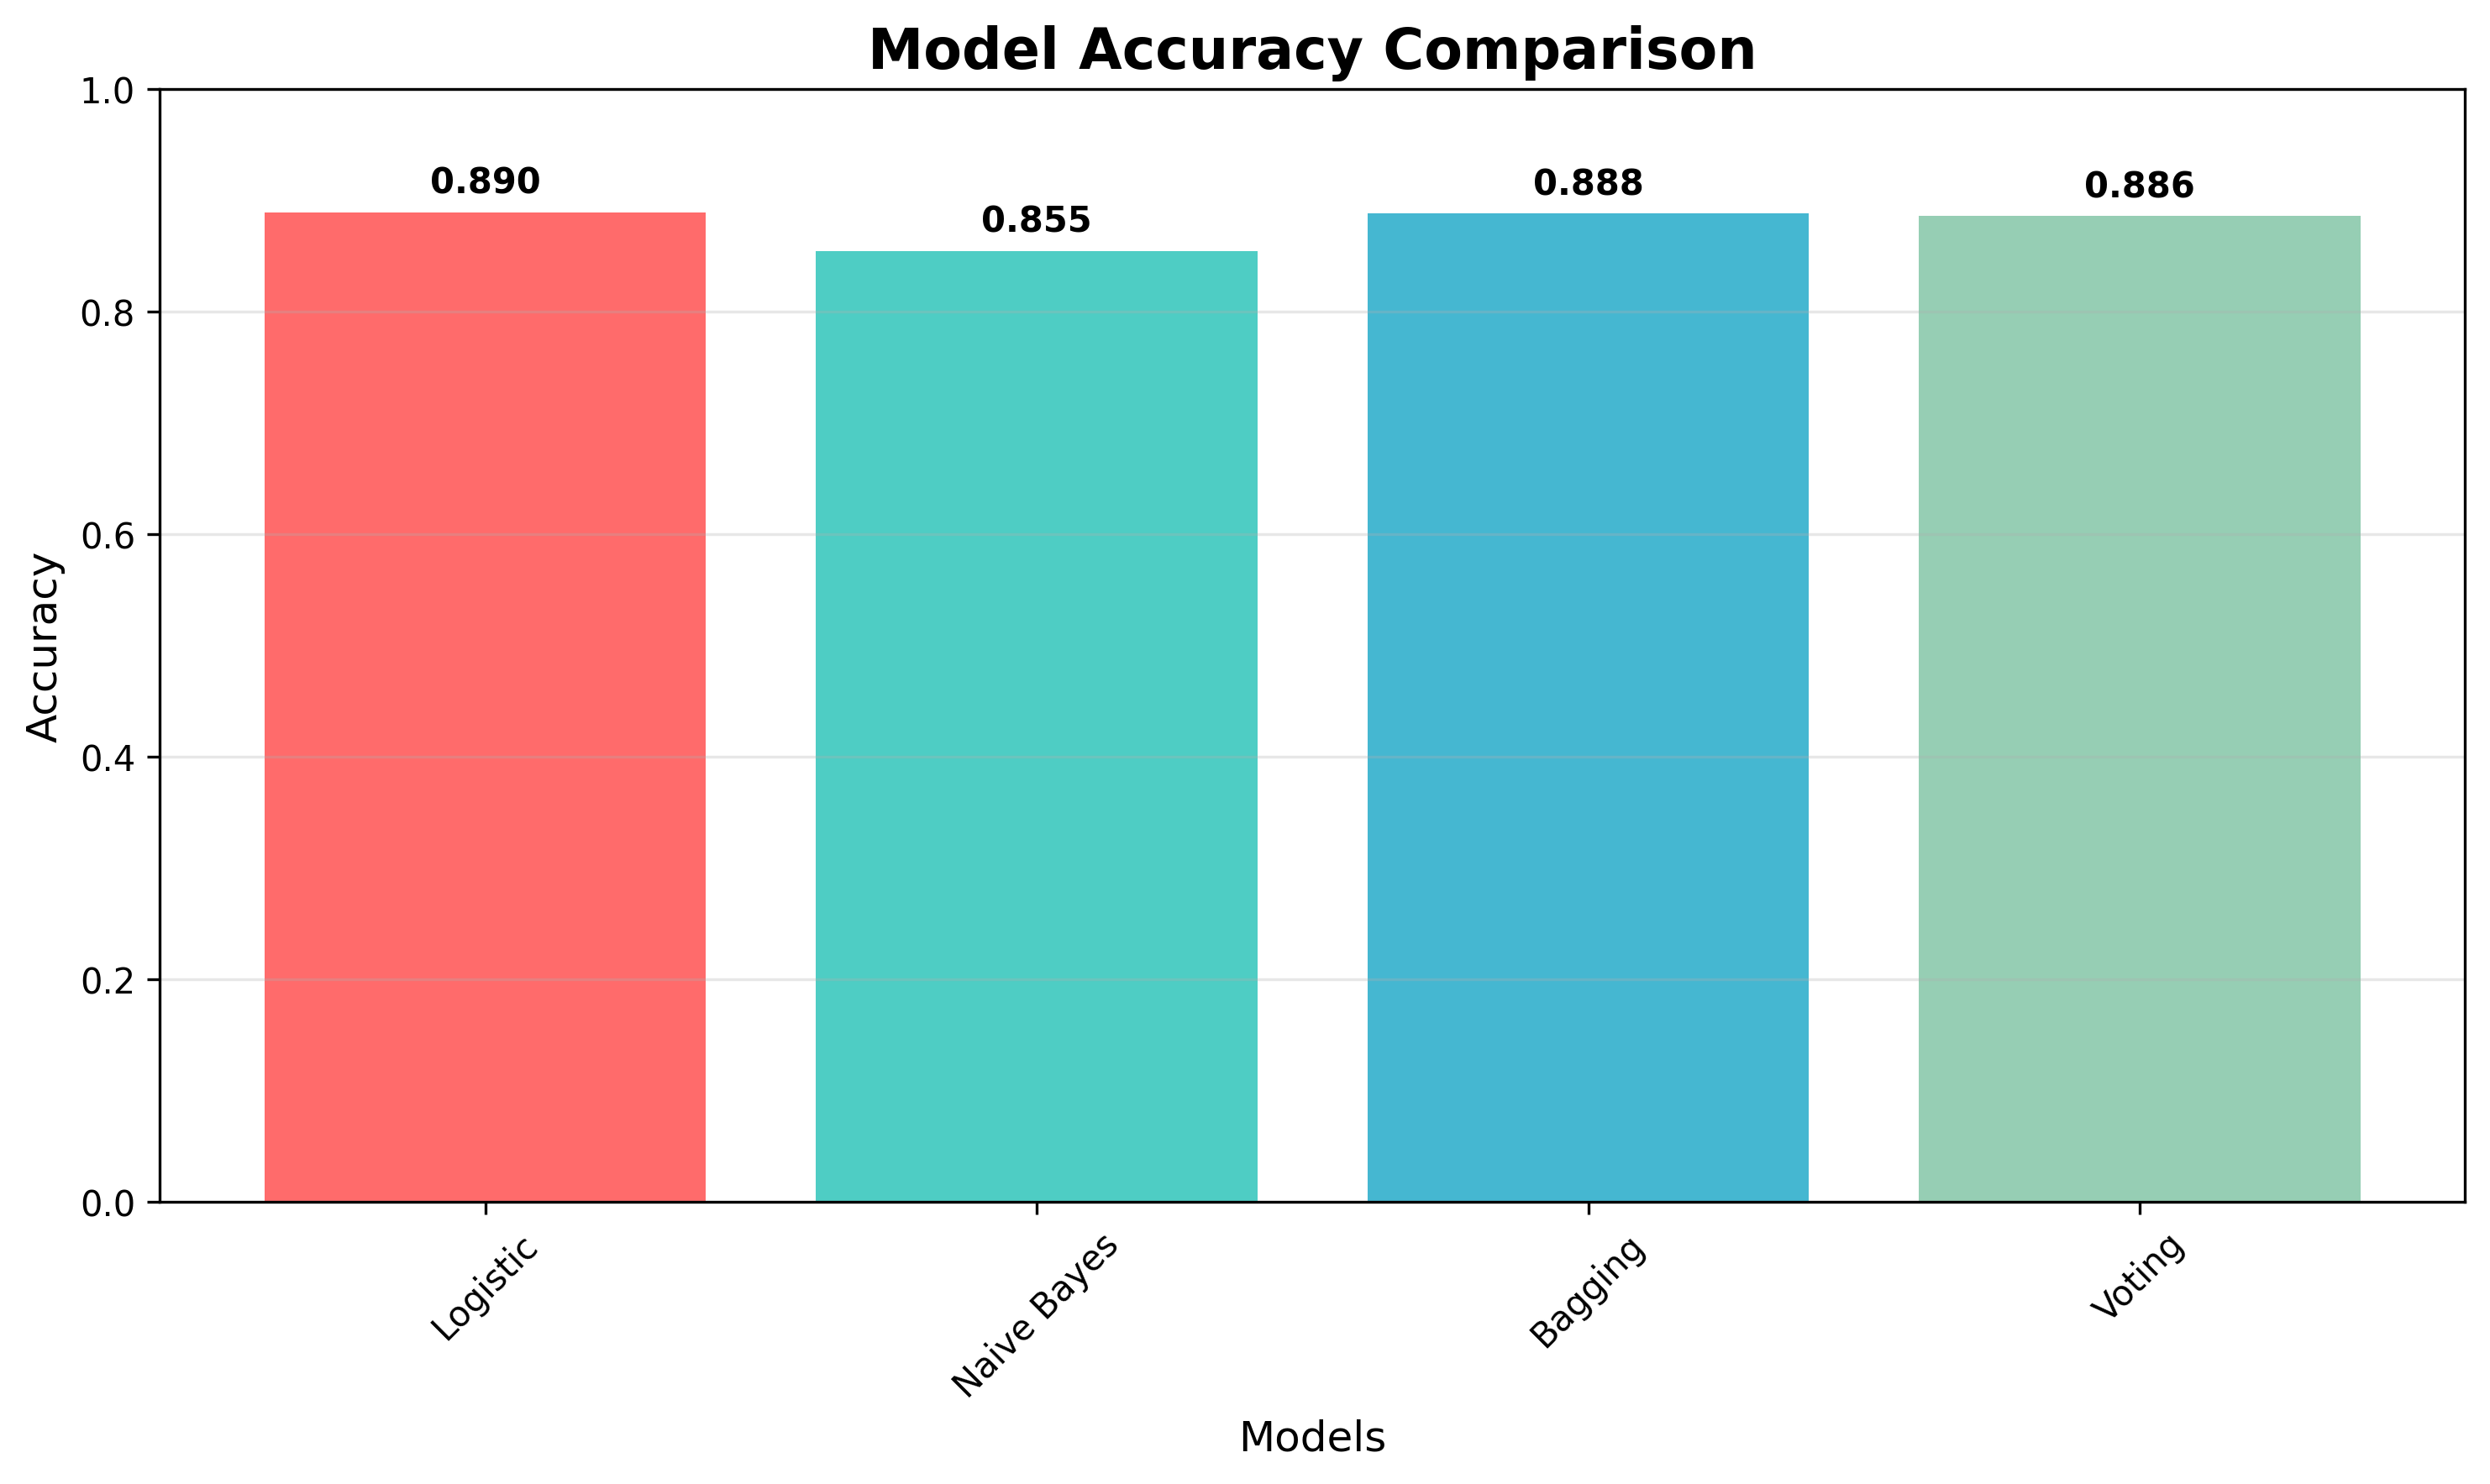 Model Accuracy Comparison
1.0
0.8
0.6
0.4
0.2
0.0
Accuracy
0.890
0.855
0.888
0.886
Logistic
Naive Bayes
Bagging
Voting
Models